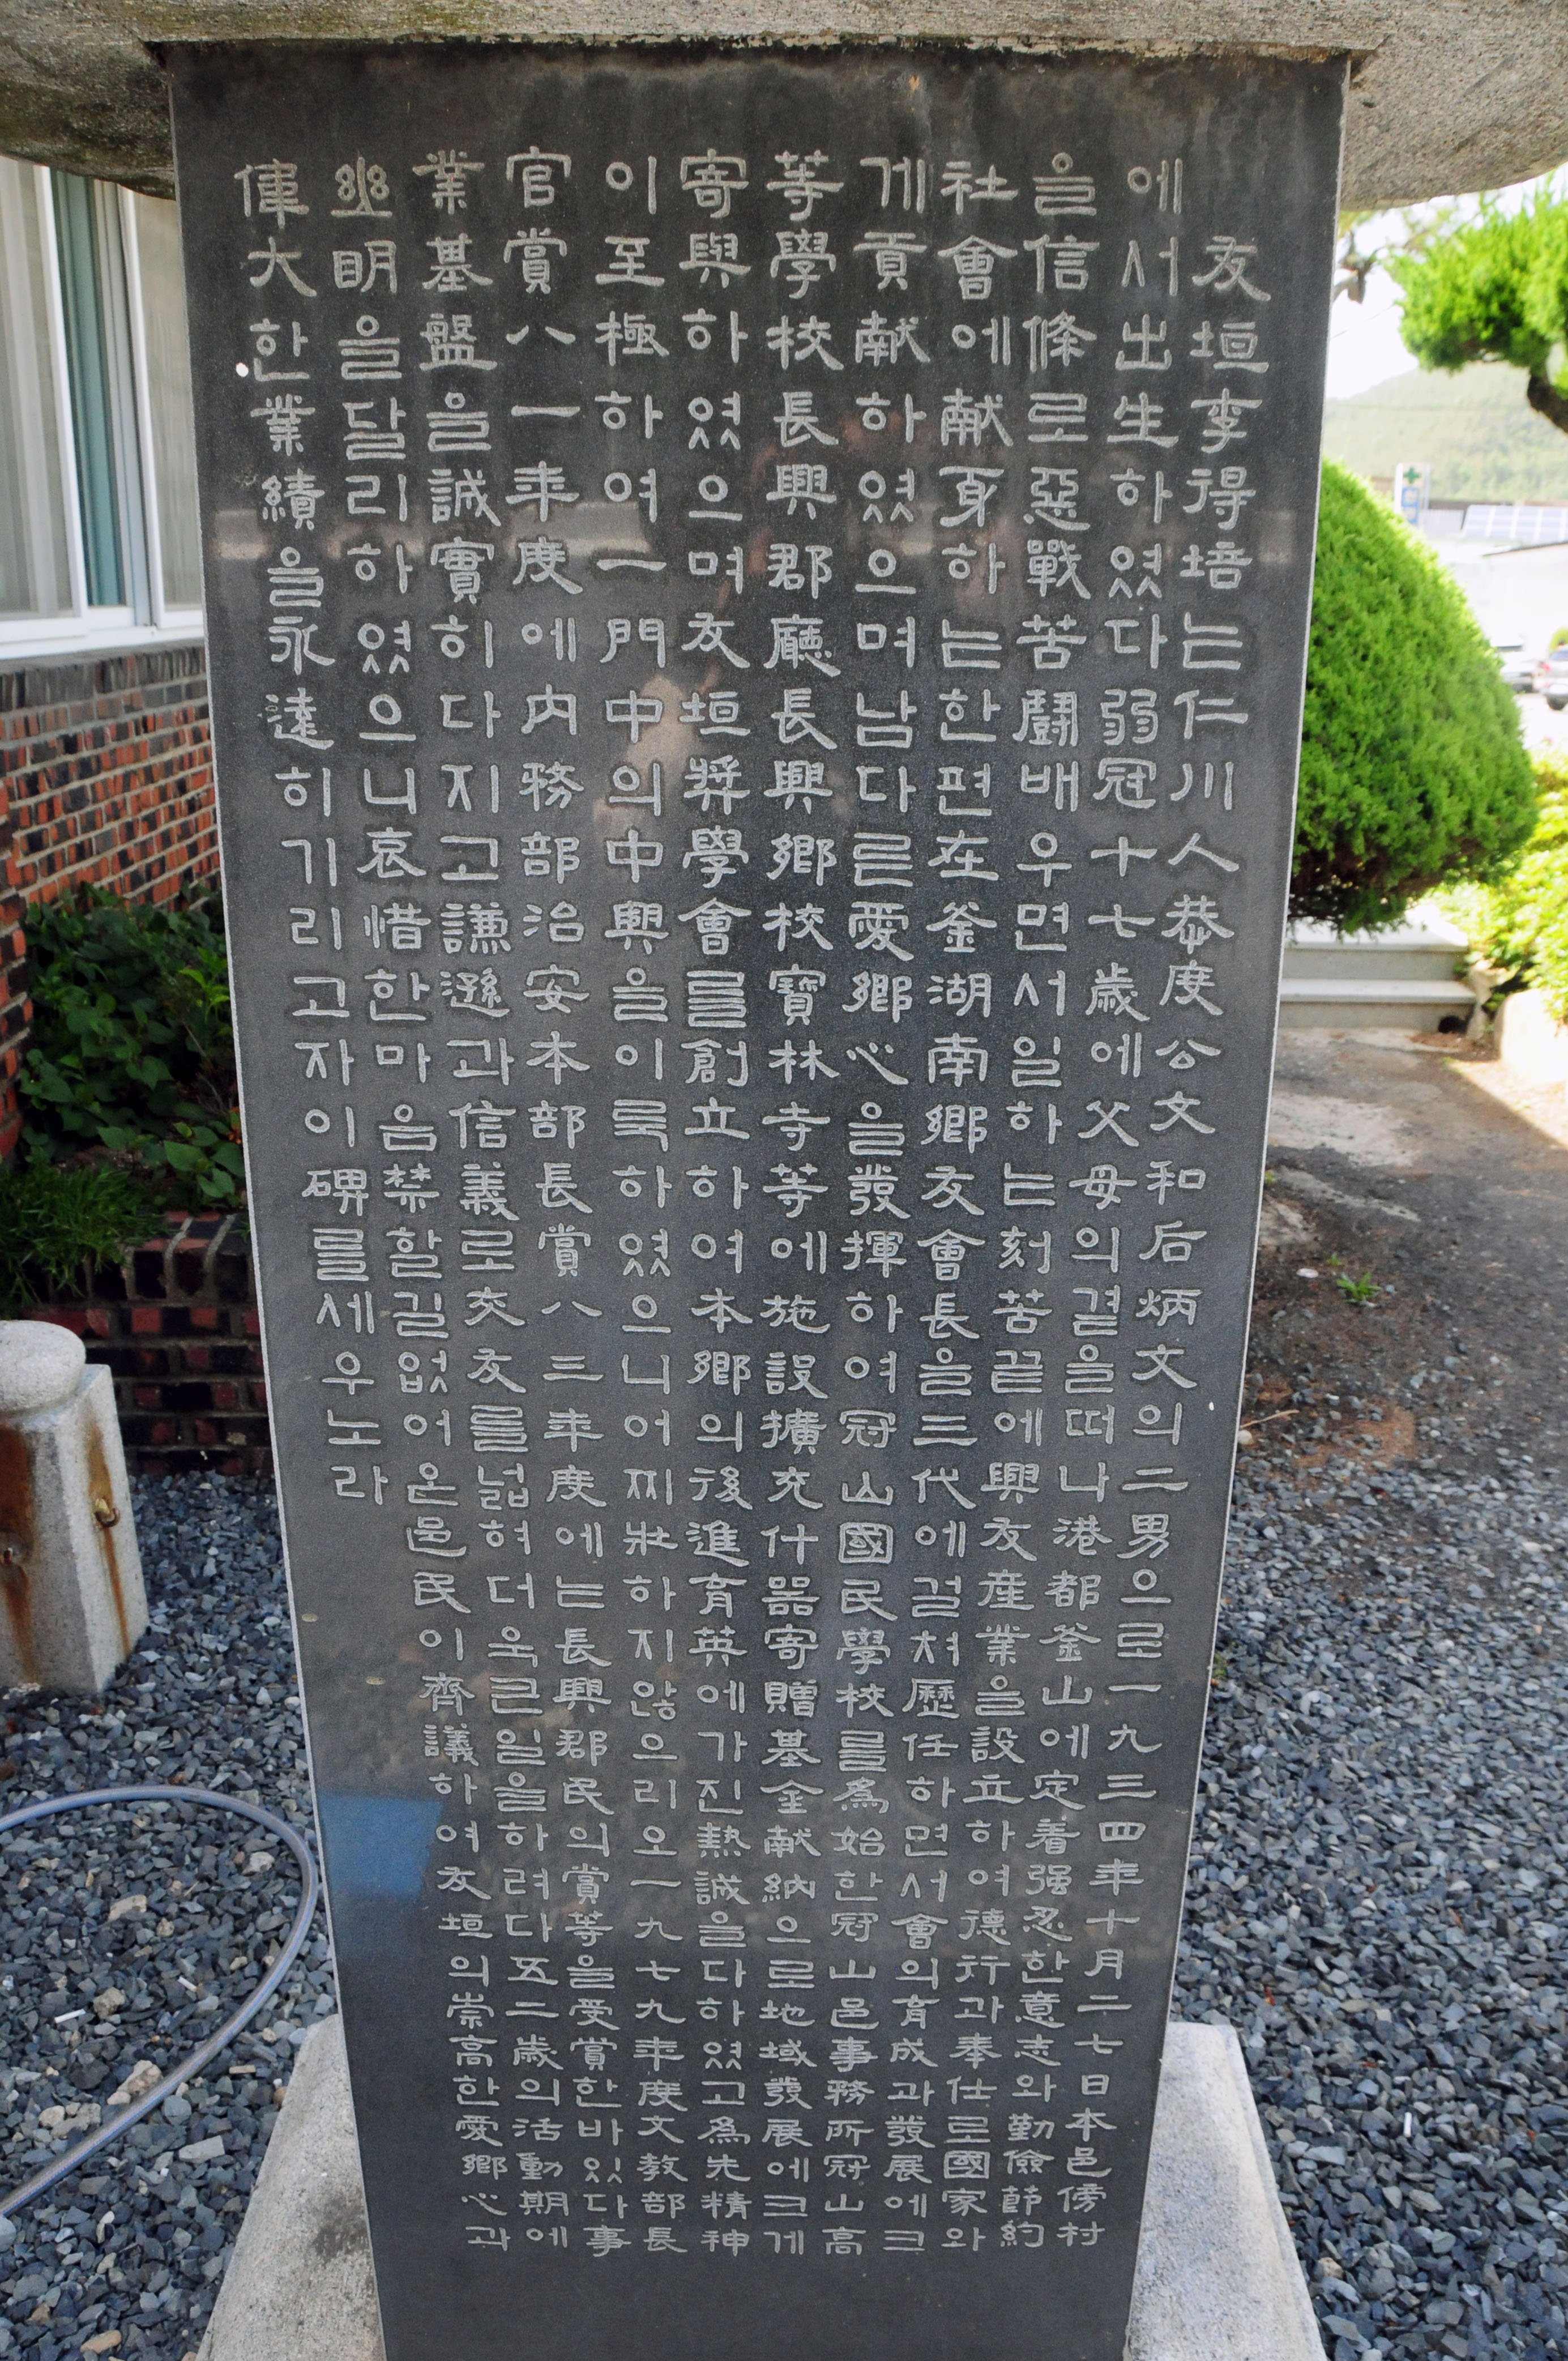 友垣李得培는仁川人恭度公文和后炳文의二男으로一九三四年十月二七日本邑傍村
에서出生하였다弱冠十七歲에父母의곁을떠나港都釜山에定着强忍한意志와勤儉節約
을信條로惡戰苦鬪배우면서일하는刻苦끝에興友産業을設立하여德行과奉仕로國家와
社會에献身하는한편在釜湖南鄕友會長을三代에걸쳐歷任하면서會의育成과發展에크
게貢献하였으며남다른愛鄕心을發揮하여冠山國民學校를爲始한冠山邑事務所冠山高
等學校長興郡廳長興鄕校寶林寺等에施設擴充什器寄贈基金献納으로地域發展에크게
寄與하였으며友垣奬學會를創立하여本鄕의後進育英에가진熱誠을다하였고爲先精神
이至極하여一門中의中興을이룩하였으니어찌壯하지않으리오一九七九年度文敎部長
官賞八一年度에內務部治安本部長賞八三年度에는長興郡民의賞等을受賞한바있다事
業基盤을誠實히다지고謙遜과信義로交友를넓혀더욱큰일을하려다五二歲의活動期에
幽明을달리하였으니哀惜한마음禁할길없어온邑民이齊議하여友垣의崇高한愛鄕心과
偉大한業績을永遠히기리고자이碑를세우노라